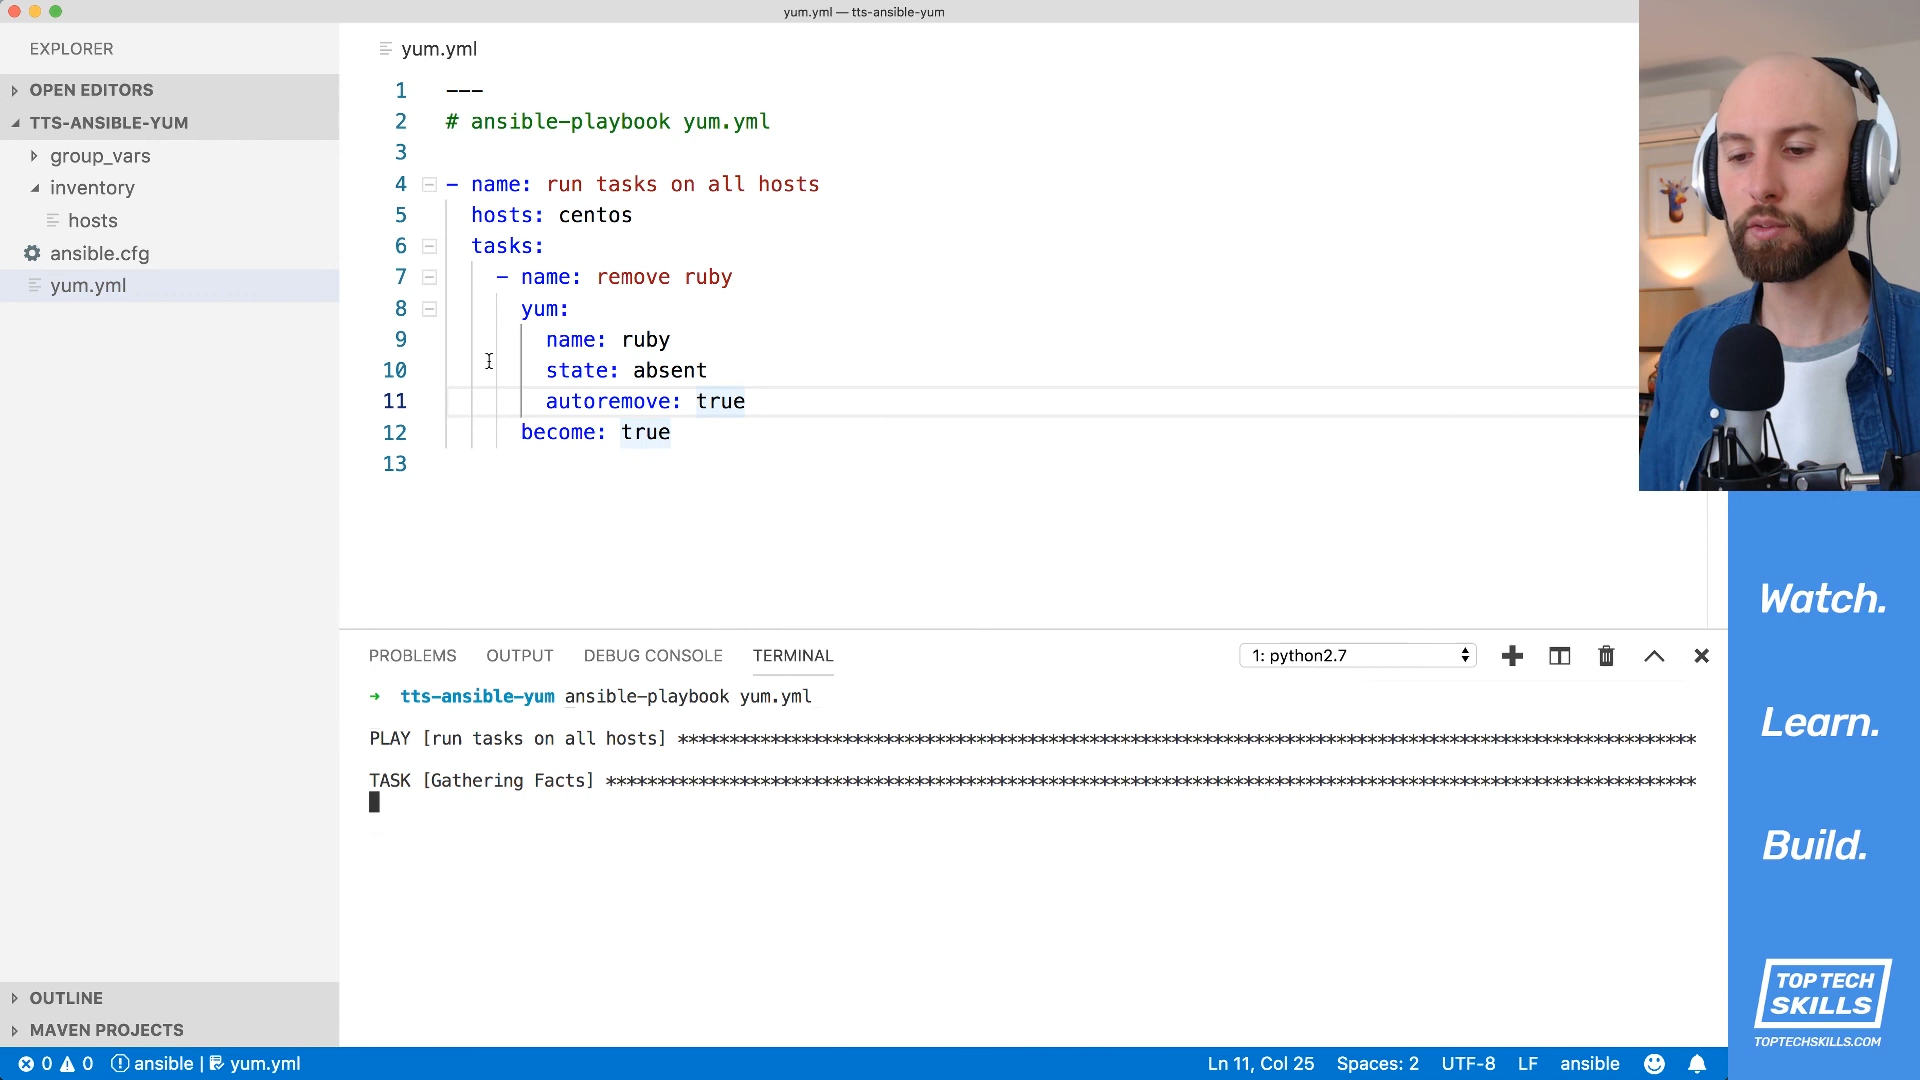 yum.yml — tts-ansible-yum
EXPLORER
OPEN EDITORS
TTS-ANSIBLE-YUM
group_vars
inventory
hosts
ansible.cfg
yum.yml
OUTLINE
MAVEN PROJECTS
yum.yml
1 ---
2 # ansible-playbook yum.yml
3
4 - name: run tasks on all hosts
5 hosts: centos
6 tasks:
7 - name: remove ruby
8 yum:
9 name: ruby
10 state: absent
11 autoremove: true
12 become: true
13
PROBLEMS OUTPUT DEBUG CONSOLE TERMINAL 1: python2.7
→ tts-ansible-yum ansible-playbook yum.yml
PLAY [run tasks on all hosts] ****************************************************************************************************
TASK [Gathering Facts] ***********************************************************************************************************
Watch.
Learn.
Build.
TOP TECH
SKILLS
TOPTECHSKILLS.COM
0 0 ansible | yum.yml Ln 11, Col 25 Spaces: 2 UTF-8 LF ansible